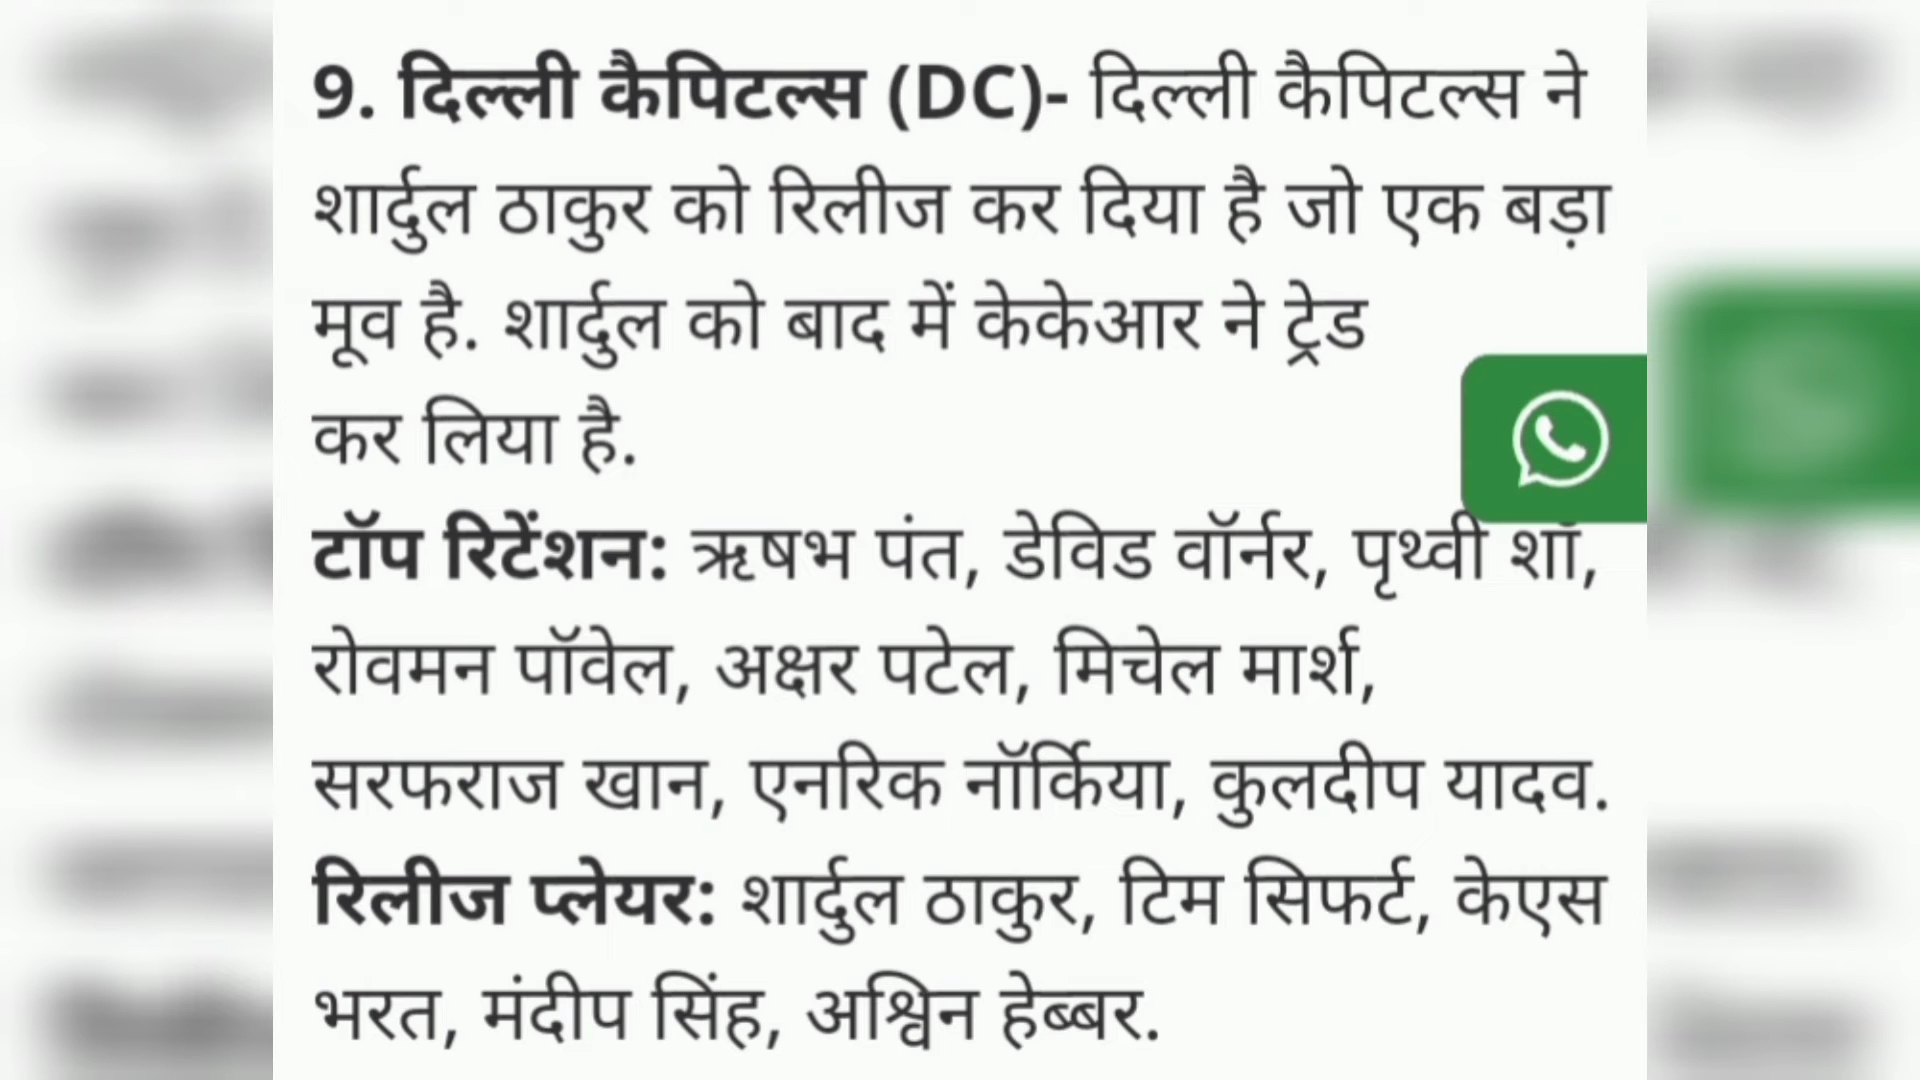 9. दिल्ली कैपिटल्स (DC)- दिल्ली कैपिटल्स ने
शार्दुल ठाकुर को रिलीज कर दिया है जो एक बड़ा
मूव है. शार्दुल को बाद में केकेआर ने ट्रेड
कर लिया है.
टॉप रिटेंशन: ऋषभ पंत, डेविड वॉर्नर, पृथ्वी शॉ,
रोवमन पॉवेल, अक्षर पटेल, मिचेल मार्श,
सरफराज खान, एनरिक नॉर्किया, कुलदीप यादव.
रिलीज प्लेयर: शार्दुल ठाकुर, टिम सिफर्ट, केएस
भरत, मंदीप सिंह, अश्विन हेब्बर.